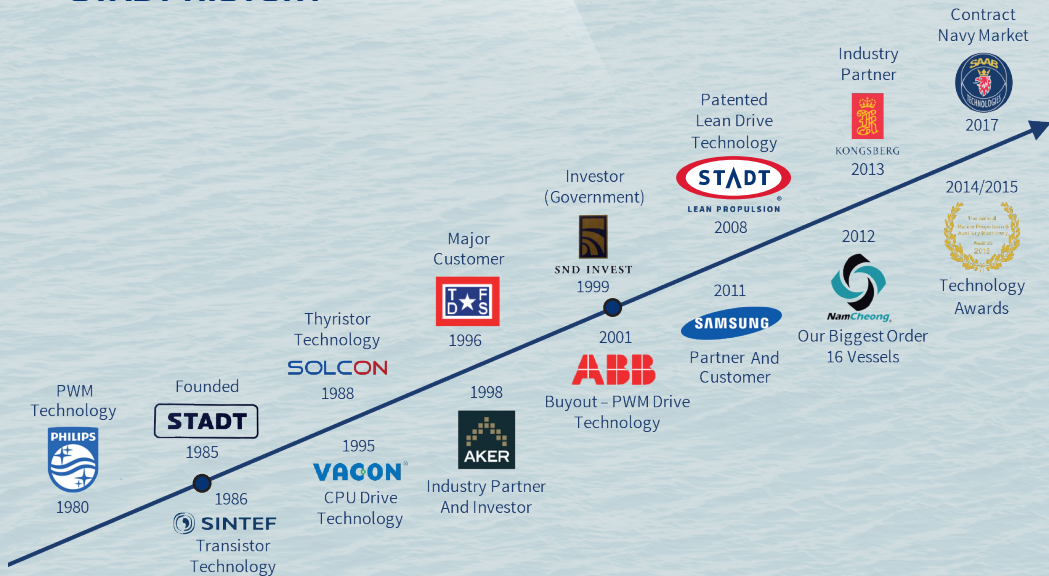 PWM
Technology
PHILIPS
1980
Founded
STADT
1985
1986
SINTEF
Transistor
Technology
Thyristor
Technology
SOLCON
1988
1995
VACON
CPU Drive
Technology
Major
Customer
T F
D S
1996
1998
AKER
Industry Partner
And Investor
Investor
(Government)
SND INVEST
1999
2001
ABB
Buyout – PWM Drive
Technology
Patented
Lean Drive
Technology
STADT
LEAN PROPULSION
2008
2011
SAMSUNG
Partner And
Customer
Industry
Partner
KONGSBERG
2013
2012
NamCheong
Our Biggest Order
16 Vessels
Contract
Navy Market
SAAB
TECHNOLOGIES
2017
2014/2015
Technology
Awards